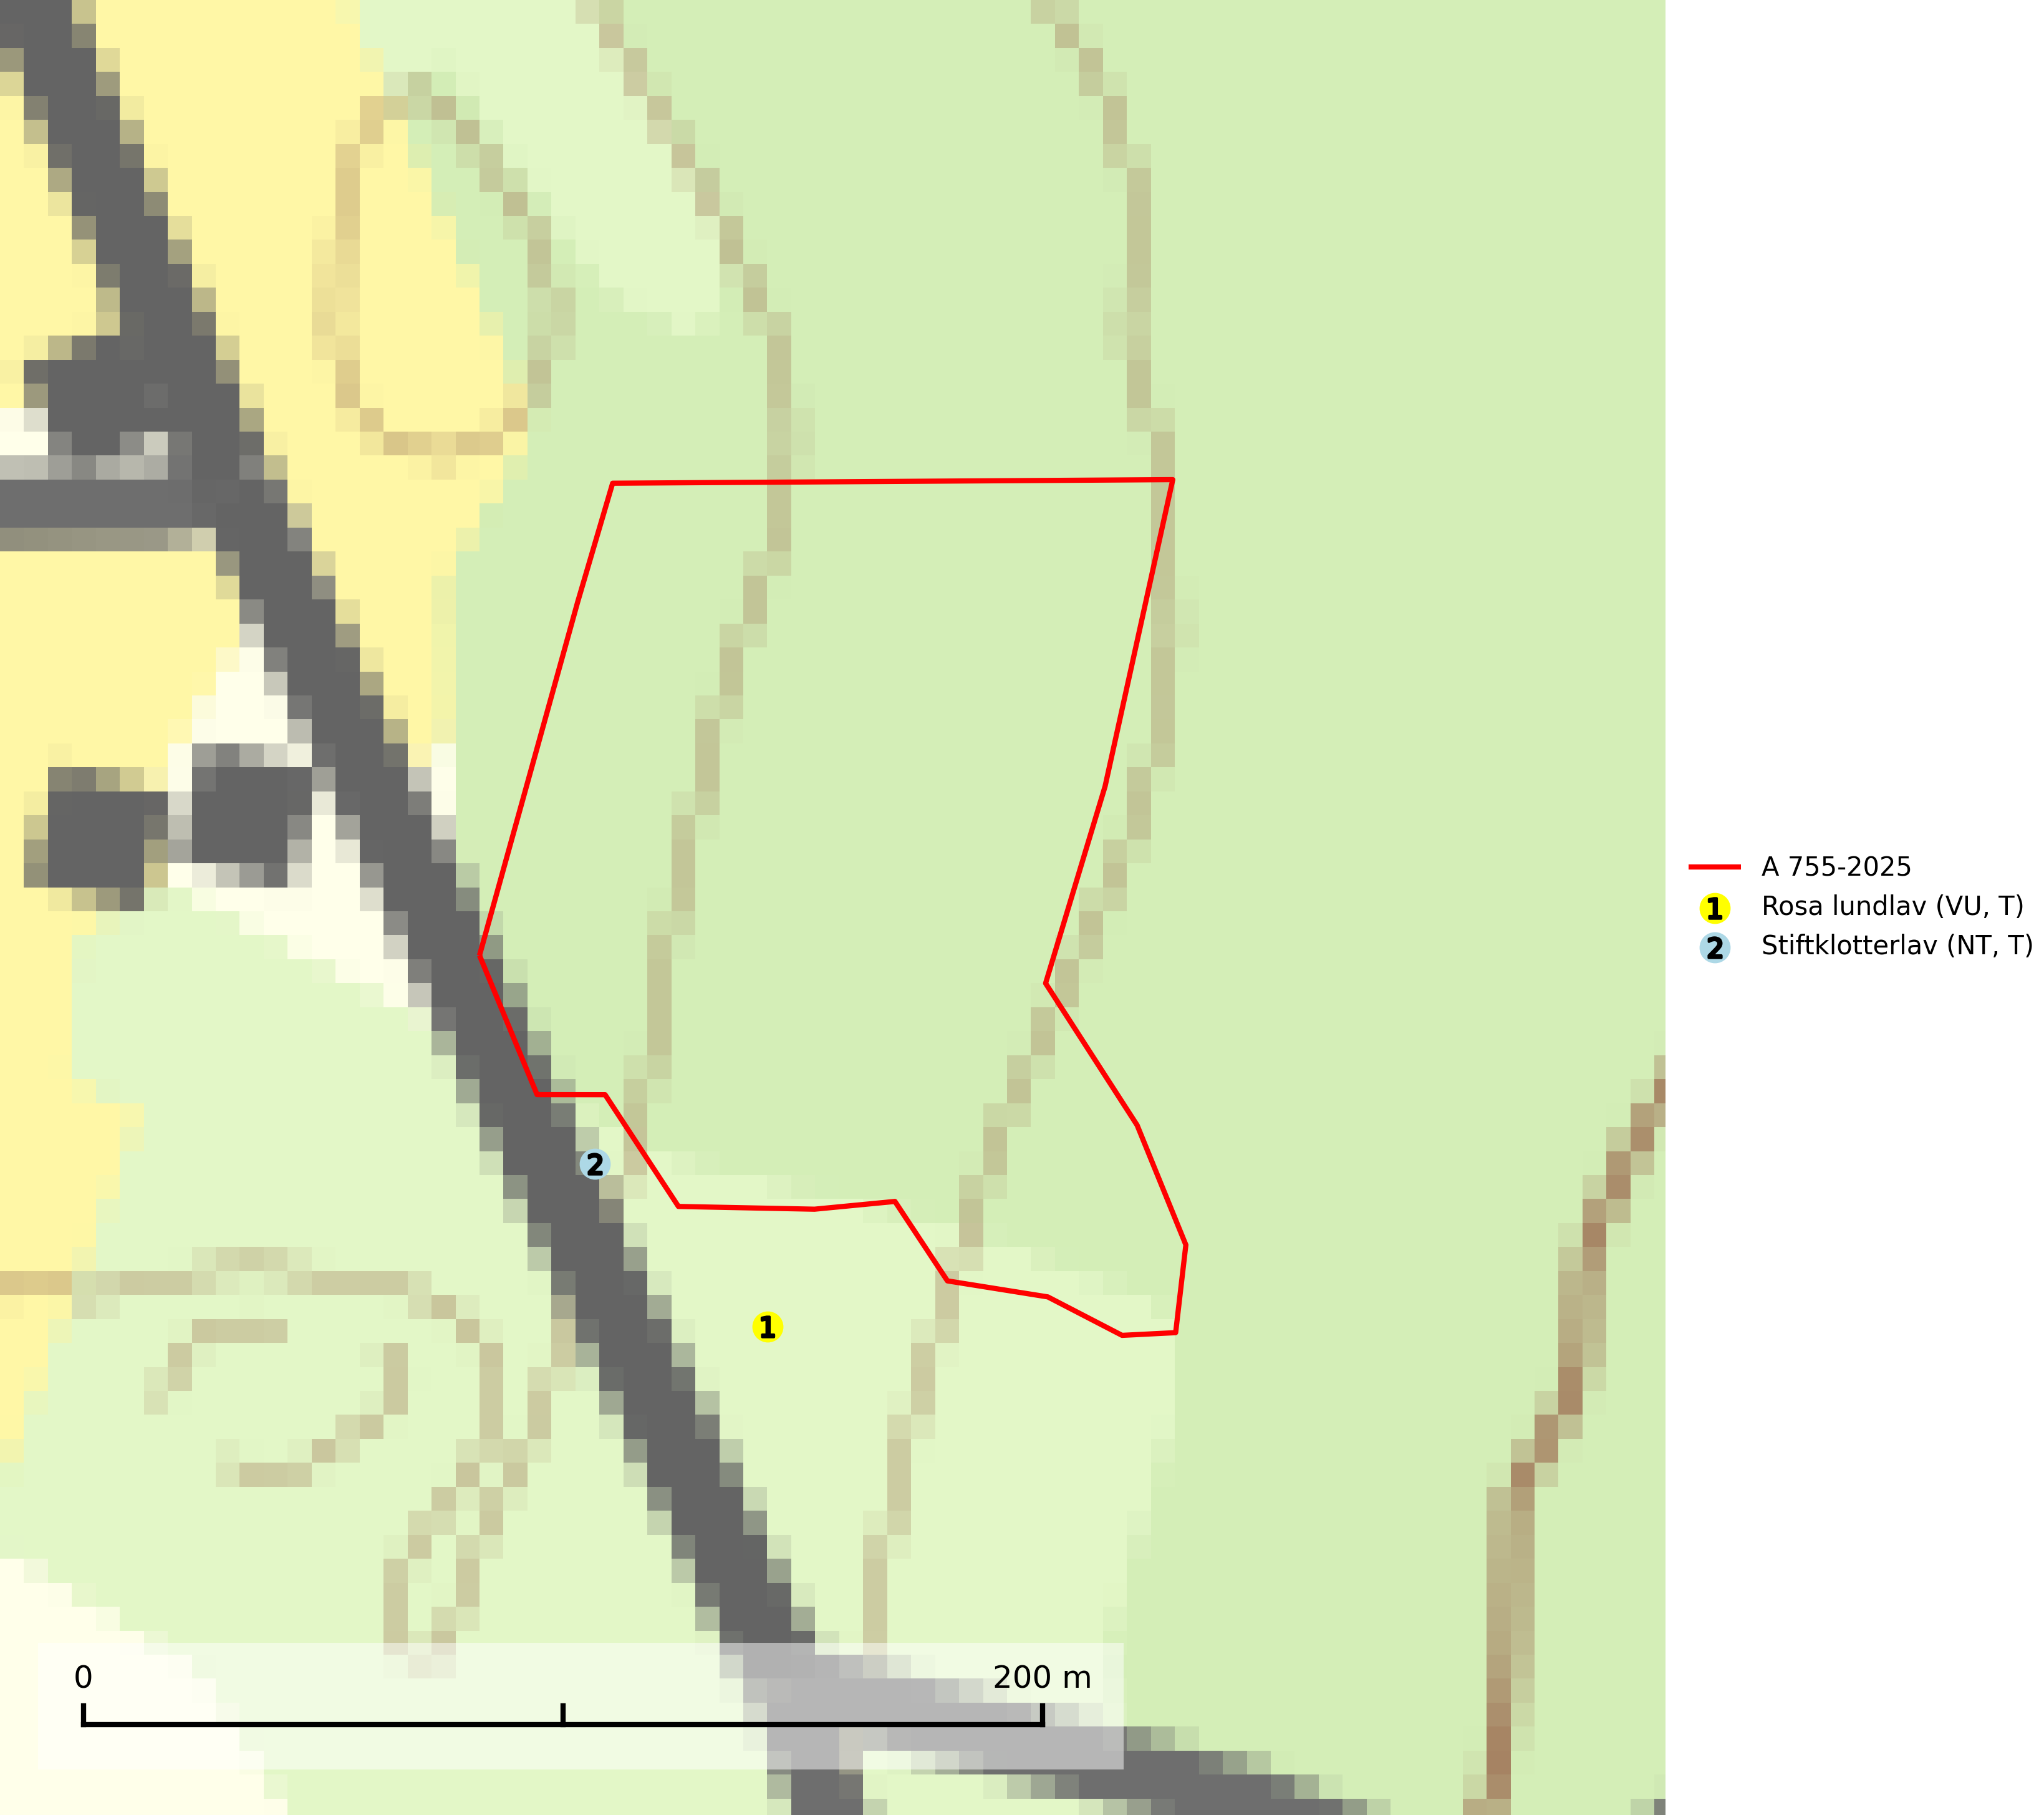 A 755-2025
1 Rosa lundlav (VU, T)
2 Stiftklotterlav (NT, T)
2
1
0 200 m